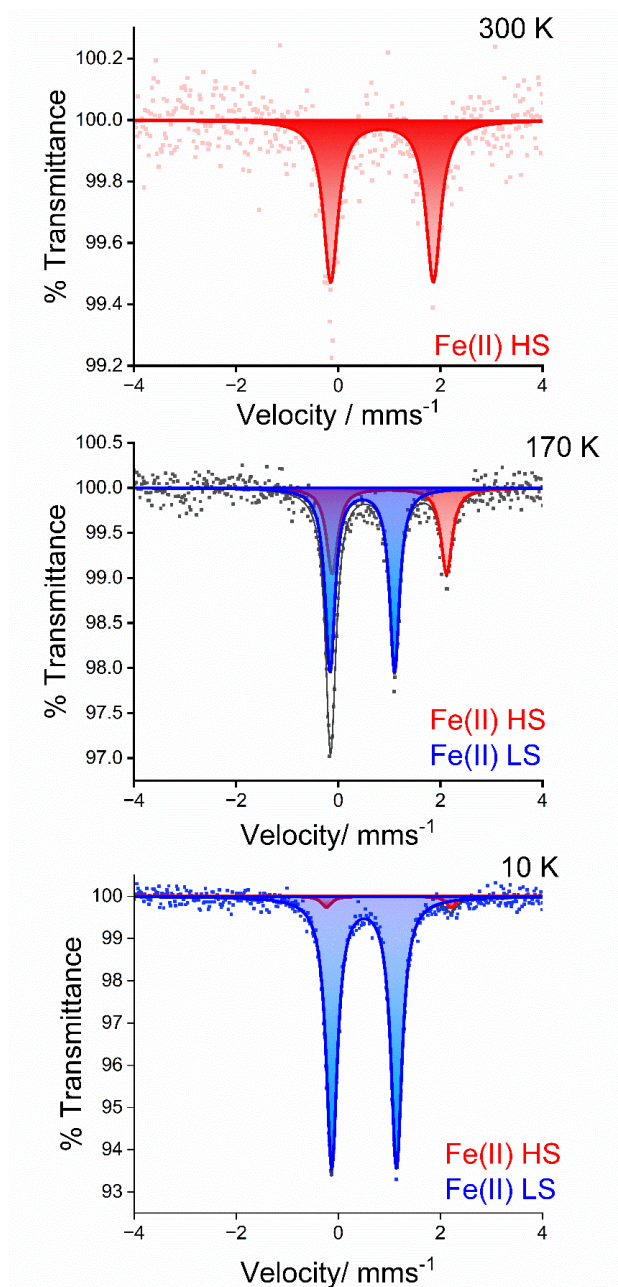 300 K
100.2
100.0
99.8
99.6
99.4
99.2
% Transmittance
Fe(II) HS
−4 −2 0 2 4
Velocity / mms⁻¹
170 K
100.5
100.0
99.5
99.0
98.5
98.0
97.5
97.0
% Transmittance
Fe(II) HS
Fe(II) LS
−4 −2 0 2 4
Velocity/ mms⁻¹
10 K
100
99
98
97
96
95
94
93
% Transmittance
Fe(II) HS
Fe(II) LS
−4 −2 0 2 4
Velocity / mms⁻¹